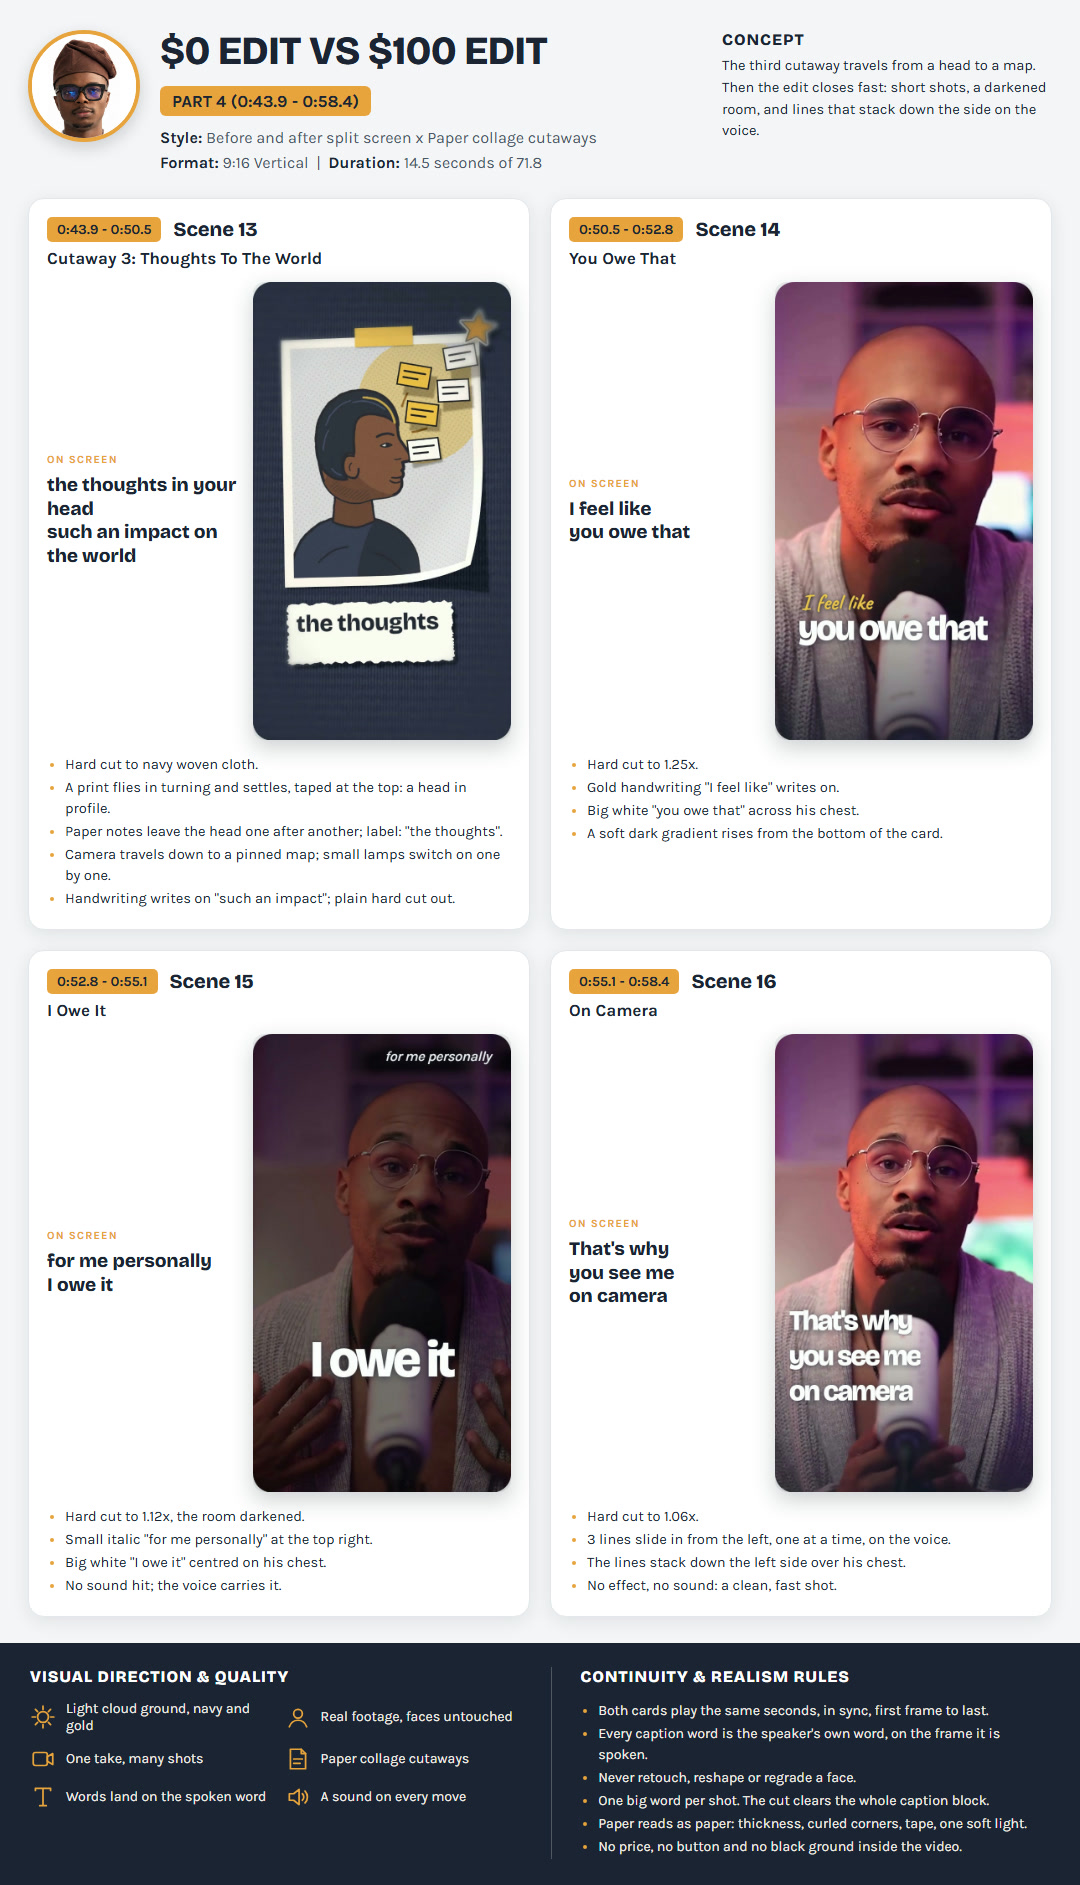 $0 EDIT VS $100 EDIT
PART 4 (0:43.9 - 0:58.4)
Style: Before and after split screen x Paper collage cutaways
Format: 9:16 Vertical | Duration: 14.5 seconds of 71.8
CONCEPT
The third cutaway travels from a head to a map.
Then the edit closes fast: short shots, a darkened
room, and lines that stack down the side on the
voice.
0:43.9 - 0:50.5 Scene 13
Cutaway 3: Thoughts To The World
ON SCREEN
the thoughts in your
head
such an impact on
the world
the thoughts
Hard cut to navy woven cloth.
A print flies in turning and settles, taped at the top: a head in
profile.
Paper notes leave the head one after another; label: "the thoughts".
Camera travels down to a pinned map; small lamps switch on one
by one.
Handwriting writes on "such an impact"; plain hard cut out.
0:50.5 - 0:52.8 Scene 14
You Owe That
ON SCREEN
I feel like
you owe that
I feel like
you owe that
Hard cut to 1.25x.
Gold handwriting "I feel like" writes on.
Big white "you owe that" across his chest.
A soft dark gradient rises from the bottom of the card.
0:52.8 - 0:55.1 Scene 15
I Owe It
ON SCREEN
for me personally
I owe it
for me personally
I owe it
Hard cut to 1.12x, the room darkened.
Small italic "for me personally" at the top right.
Big white "I owe it" centred on his chest.
No sound hit; the voice carries it.
0:55.1 - 0:58.4 Scene 16
On Camera
ON SCREEN
That's why
you see me
on camera
That's why
you see me
on camera
Hard cut to 1.06x.
3 lines slide in from the left, one at a time, on the voice.
The lines stack down the left side over his chest.
No effect, no sound: a clean, fast shot.
VISUAL DIRECTION & QUALITY
Light cloud ground, navy and
gold
Real footage, faces untouched
One take, many shots
Paper collage cutaways
Words land on the spoken word
A sound on every move
CONTINUITY & REALISM RULES
Both cards play the same seconds, in sync, first frame to last.
Every caption word is the speaker's own word, on the frame it is
spoken.
Never retouch, reshape or regrade a face.
One big word per shot. The cut clears the whole caption block.
Paper reads as paper: thickness, curled corners, tape, one soft light.
No price, no button and no black ground inside the video.